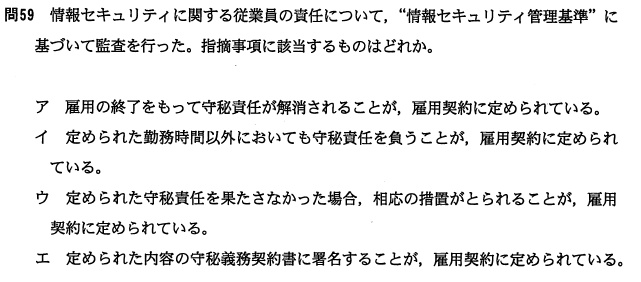 問59 情報セキュリティに関する従業員の責任について，“情報セキュリティ管理基準”に
基づいて監査を行った。指摘事項に該当するものはどれか。
ア 雇用の終了をもって守秘責任が解消されることが，雇用契約に定められている。
イ 定められた勤務時間以外においても守秘責任を負うことが，雇用契約に定められ
ている。
ウ 定められた守秘責任を果たさなかった場合，相応の措置がとられることが，雇用
契約に定められている。
エ 定められた内容の守秘義務契約書に署名することが，雇用契約に定められている。